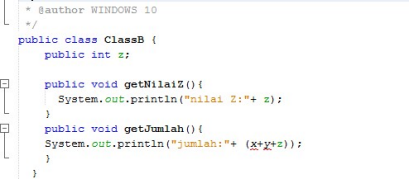 * @author WINDOWS 10
*/
public class ClassB {
public int z;
public void getNilaiZ(){
System.out.println("nilai Z:"+ z);
}
public void getJumlah(){
System.out.println("jumlah:"+ (x+y+z));
}
}